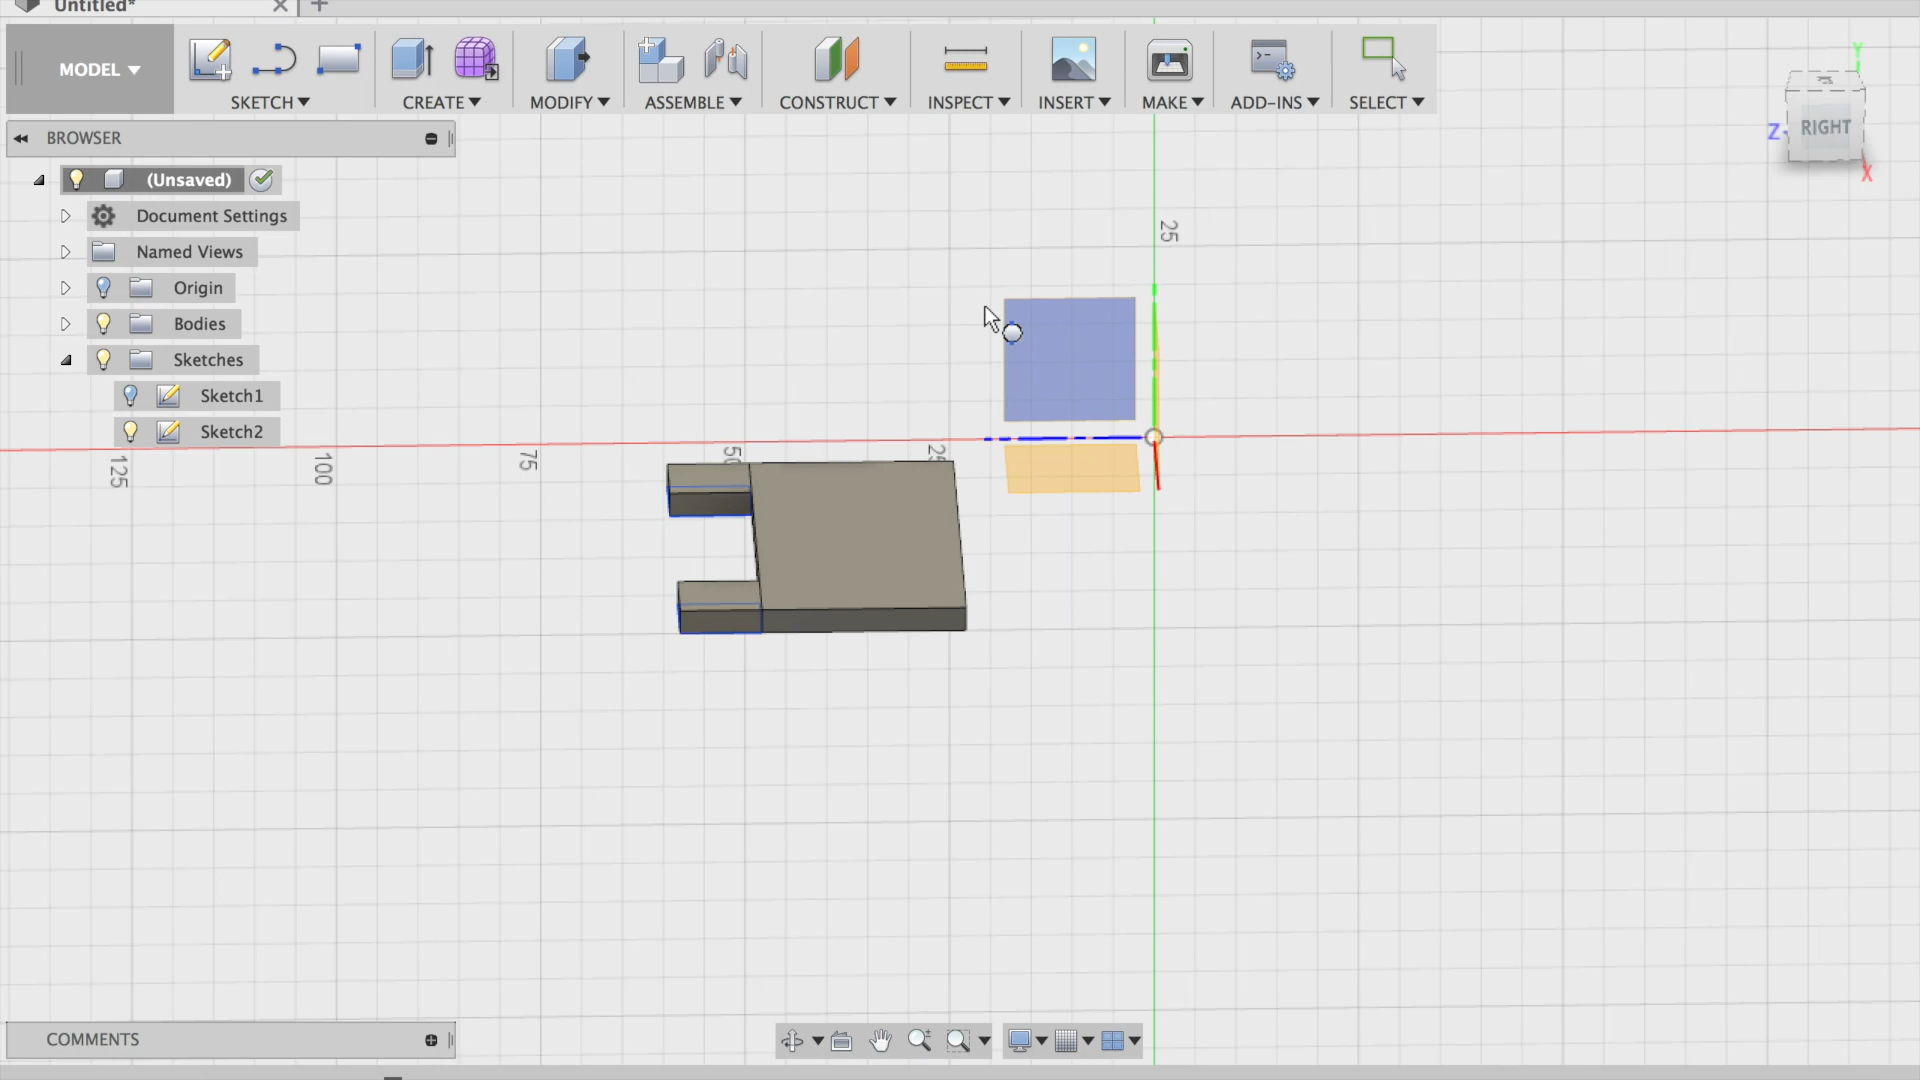 Untitled*
MODEL
SKETCH
CREATE
MODIFY
ASSEMBLE
CONSTRUCT
INSPECT
INSERT
MAKE
ADD-INS
SELECT
BROWSER
(Unsaved)
Document Settings
Named Views
Origin
Bodies
Sketches
Sketch1
Sketch2
Y
RIGHT
Z
X
25
125
100
75
50
25
COMMENTS